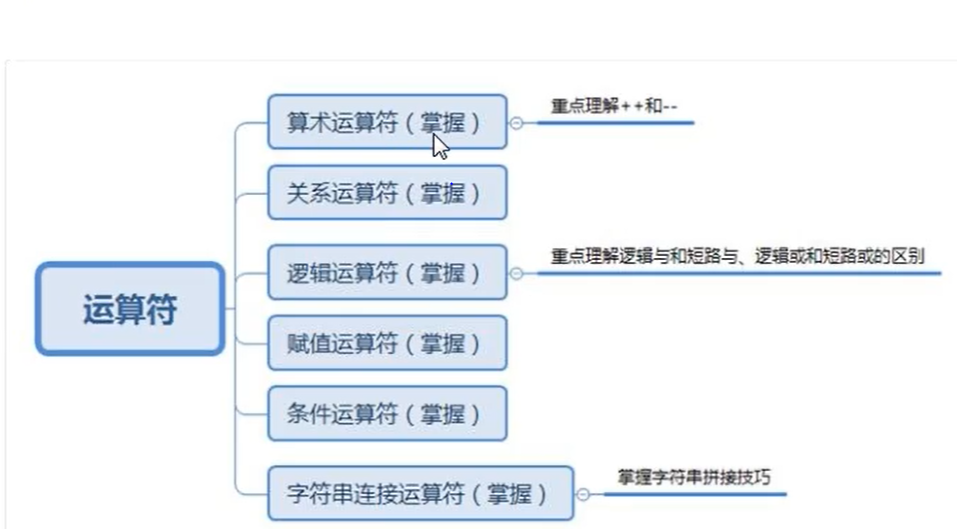 算术运算符（掌握）
重点理解++和--
关系运算符（掌握）
逻辑运算符（掌握）
重点理解逻辑与和短路与、逻辑或和短路或的区别
运算符
赋值运算符（掌握）
条件运算符（掌握）
字符串连接运算符（掌握）
掌握字符串拼接技巧